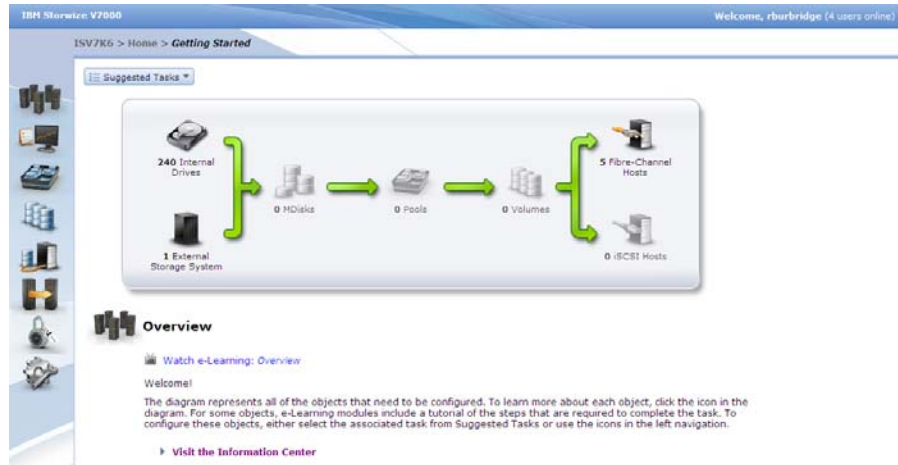 IBM Storwize V7000
Welcome, rburbridge (4 users online)
ISV7K6 > Home > Getting Started
Suggested Tasks
240 Internal
Drives
0 MDisks
0 Pools
0 Volumes
5 Fibre-Channel
Hosts
1 External
Storage System
0 iSCSI Hosts
Overview
Watch e-Learning: Overview
Welcome!
The diagram represents all of the objects that need to be configured. To learn more about each object, click the icon in the
diagram. For some objects, e-Learning modules include a tutorial of the steps that are required to complete the task. To
configure these objects, either select the associated task from Suggested Tasks or use the icons in the left navigation.
Visit the Information Center